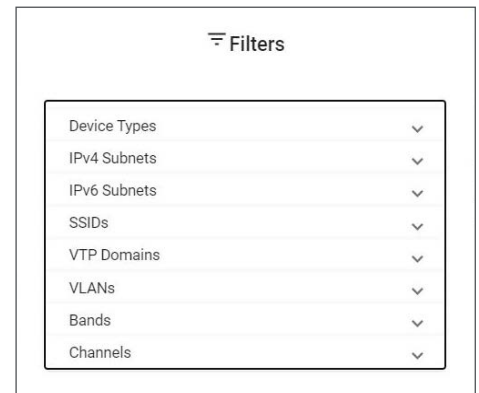 Filters
Device Types
IPv4 Subnets
IPv6 Subnets
SSIDs
VTP Domains
VLANs
Bands
Channels